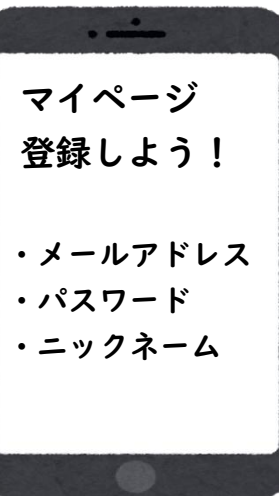 マイページ
登録しよう！
・メールアドレス
・パスワード
・ニックネーム